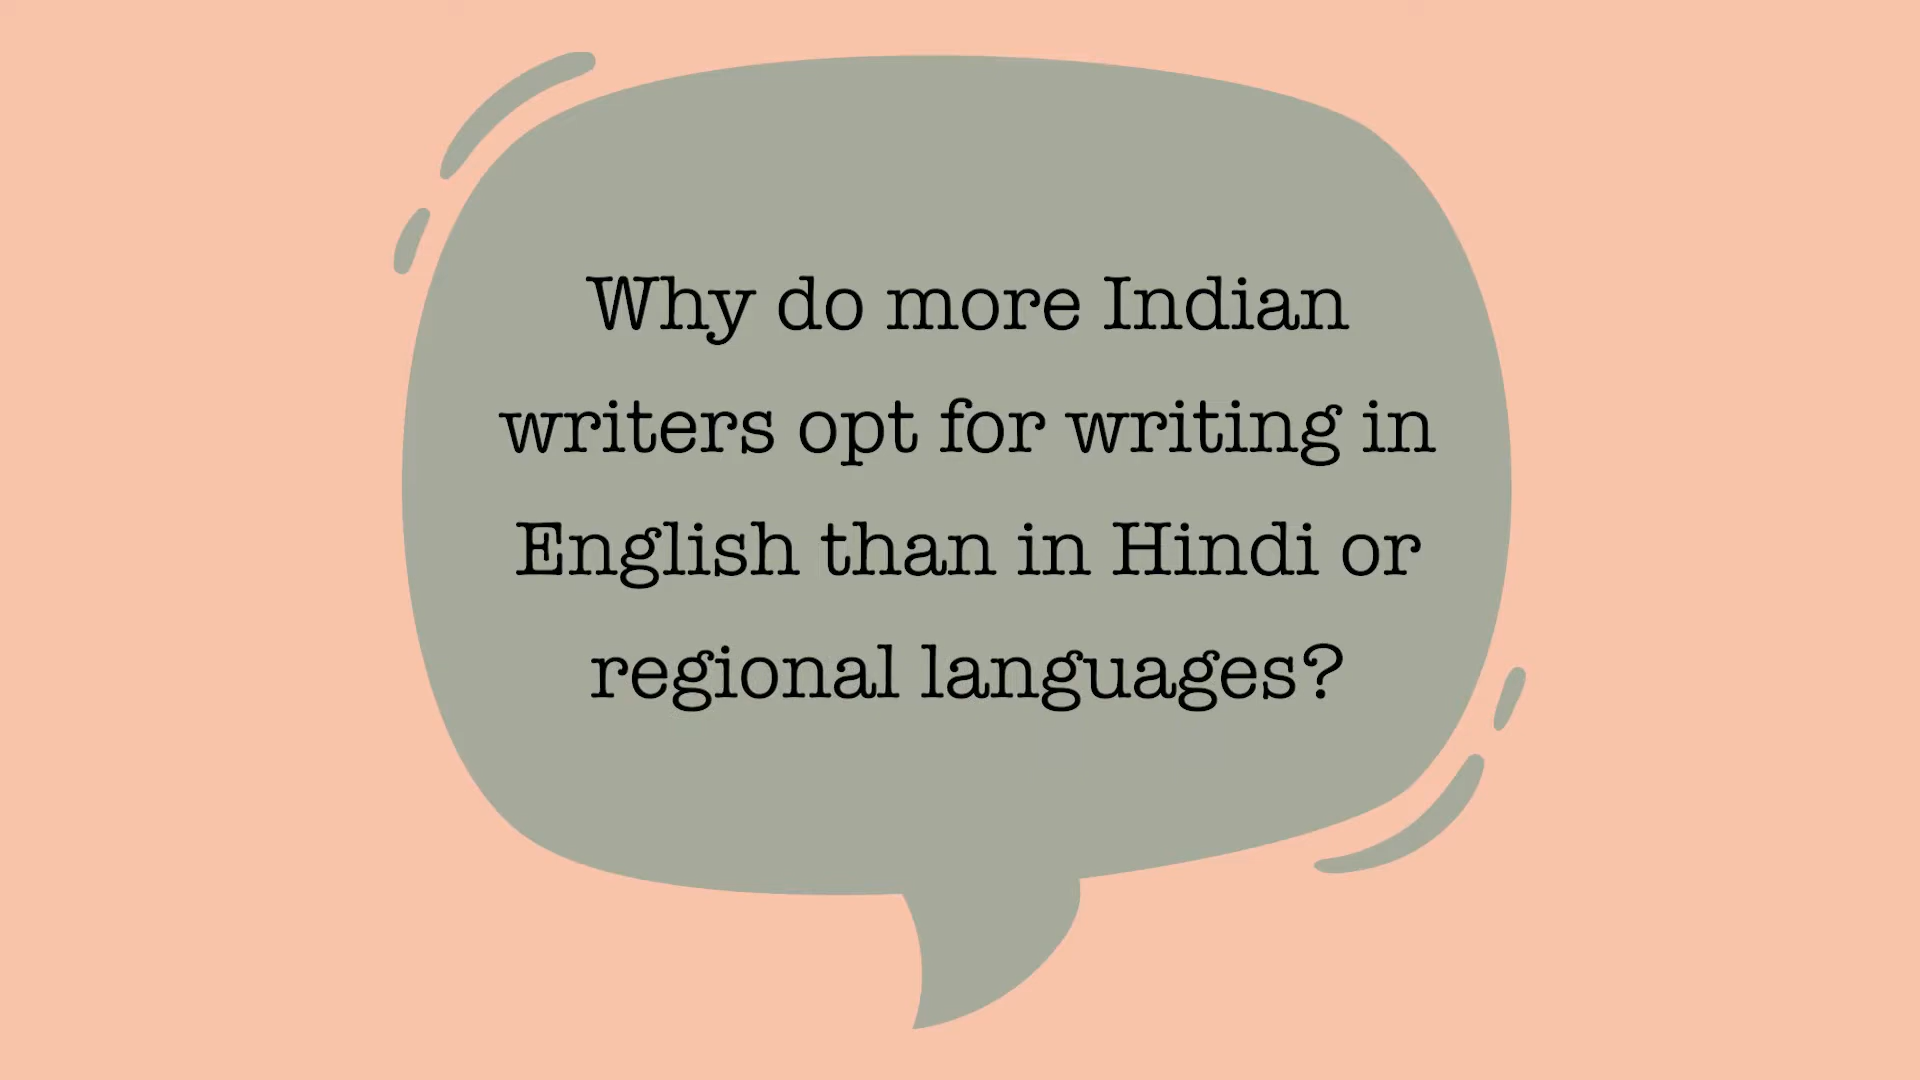 Why do more Indian
writers opt for writing in
English than in Hindi or
regional languages?